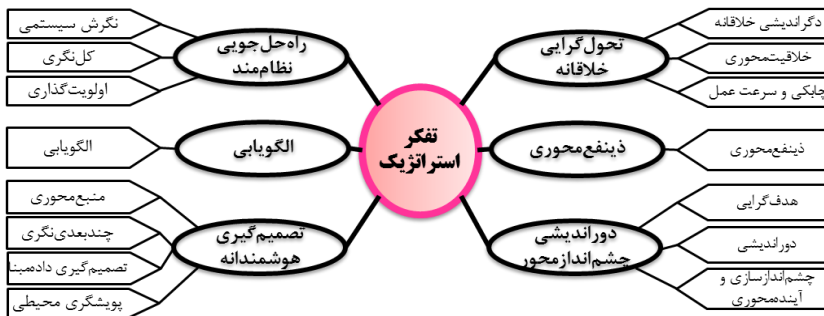 تفکر
استراتژیک
تحول‌گرایی
خلاقانه
دگراندیشی خلاقانه
خلاقیت‌محوری
چابکی و سرعت عمل
ذینفع‌محوری
ذینفع‌محوری
دوراندیشی
چشم‌اندازمحور
هدف‌گرایی
دوراندیشی
چشم‌اندازسازی و
آینده‌محوری
راه‌حل‌جویی
نظام‌مند
نگرش سیستمی
کل‌نگری
اولویت‌گذاری
الگویابی
الگویابی
تصمیم‌گیری
هوشمندانه
منبع‌محوری
چندبعدی‌نگری
تصمیم‌گیری داده‌مبنا
پویشگری محیطی